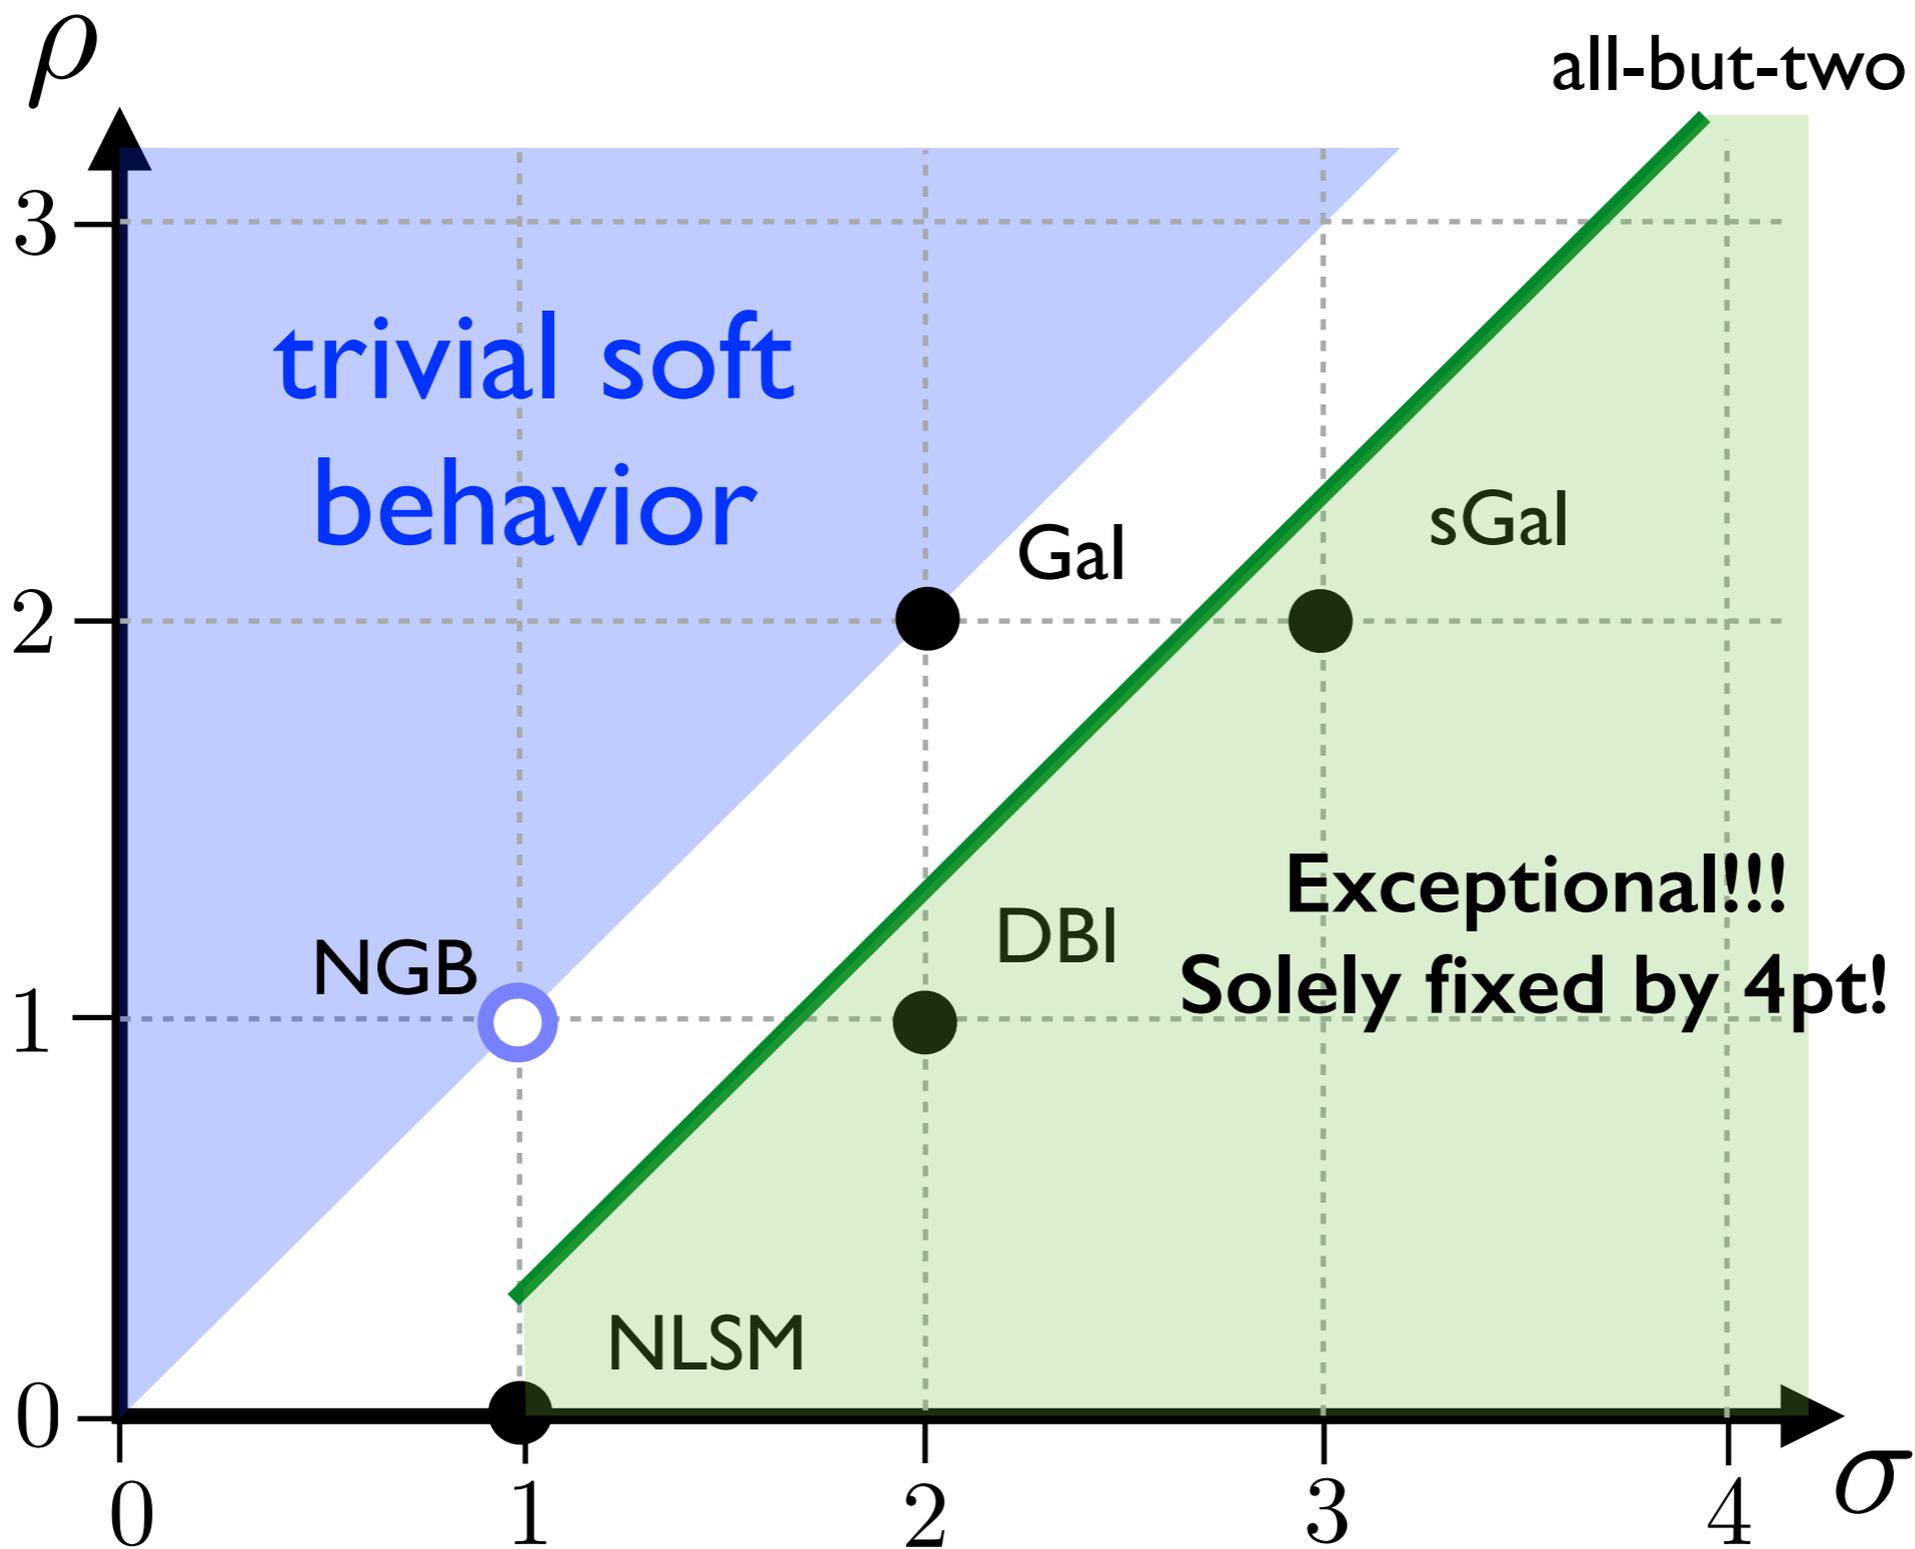 ρ
all-but-two
3
trivial soft
behavior
sGal
Gal
2
Exceptional!!!
DBI
NGB
Solely fixed by 4pt!
1
NLSM
0
0 1 2 3 4 σ